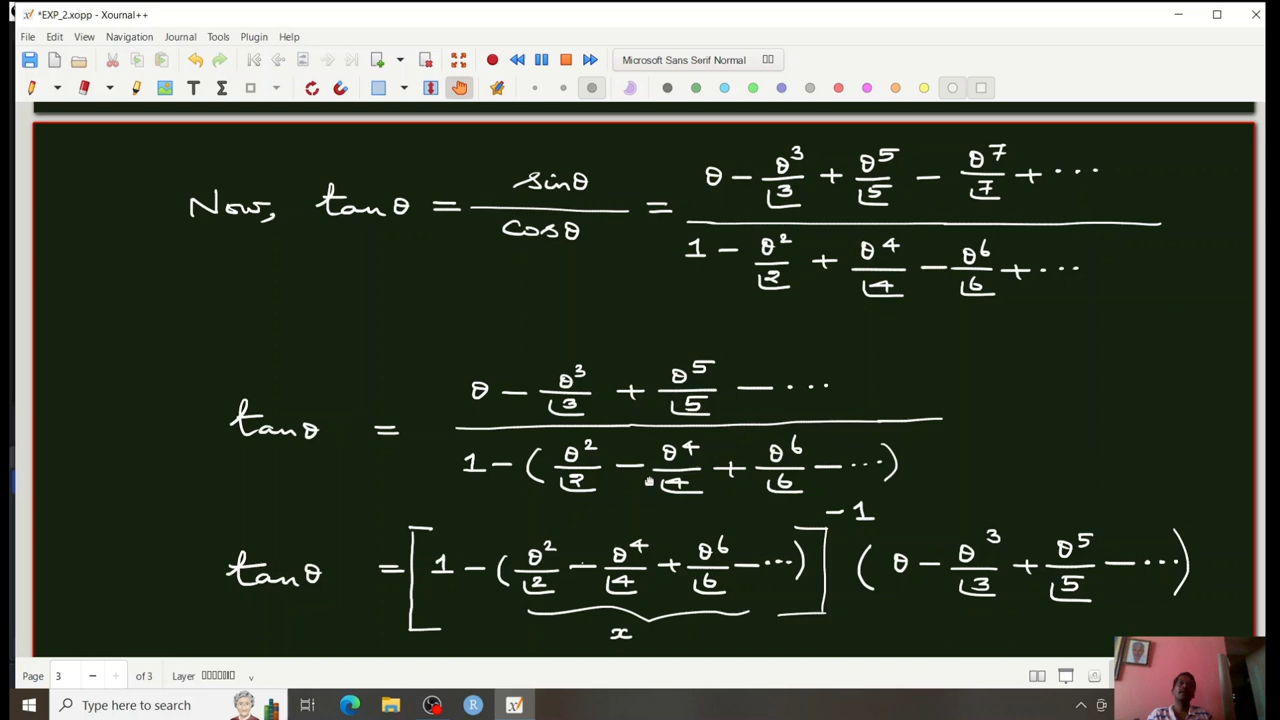 *EXP_2.xopp - Xournal++
File Edit View Navigation Journal Tools Plugin Help
Microsoft Sans Serif Normal
Now, tanθ = sinθ/cosθ = (θ - θ³/⌊3 + θ⁵/⌊5 - θ⁷/⌊7 + ···)/(1 - θ²/⌊2 + θ⁴/⌊4 - θ⁶/⌊6 + ···)
tanθ = (θ - θ³/⌊3 + θ⁵/⌊5 - ···)/(1 - (θ²/⌊2 - θ⁴/⌊4 + θ⁶/⌊6 - ···))
tanθ = [1 - (θ²/⌊2 - θ⁴/⌊4 + θ⁶/⌊6 - ···)]⁻¹ (θ - θ³/⌊3 + θ⁵/⌊5 - ···)
x
Page 3 of 3 Layer
Type here to search